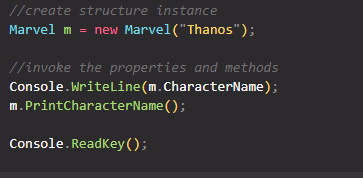 //create structure instance
Marvel m = new Marvel("Thanos");
//invoke the properties and methods
Console.WriteLine(m.CharacterName);
m.PrintCharacterName();
Console.ReadKey();